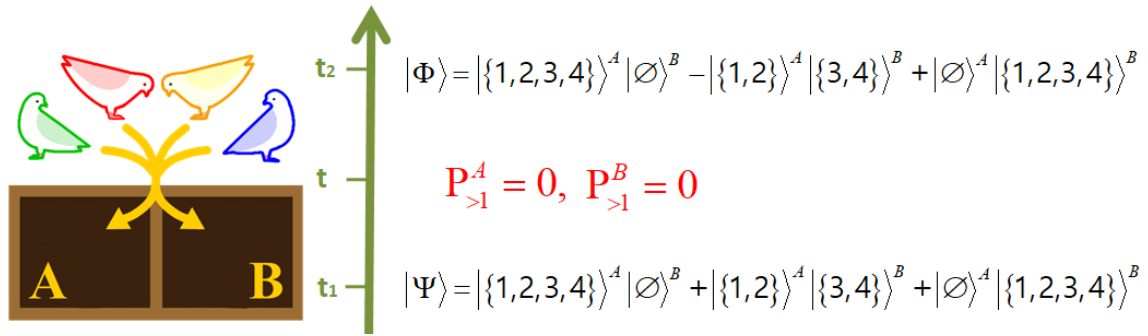 t₂ |Φ⟩ = |{1,2,3,4}⟩ᴬ |∅⟩ᴮ − |{1,2}⟩ᴬ |{3,4}⟩ᴮ + |∅⟩ᴬ |{1,2,3,4}⟩ᴮ
t P^A_{>1} = 0, P^B_{>1} = 0
A B
t₁ |Ψ⟩ = |{1,2,3,4}⟩ᴬ |∅⟩ᴮ + |{1,2}⟩ᴬ |{3,4}⟩ᴮ + |∅⟩ᴬ |{1,2,3,4}⟩ᴮ